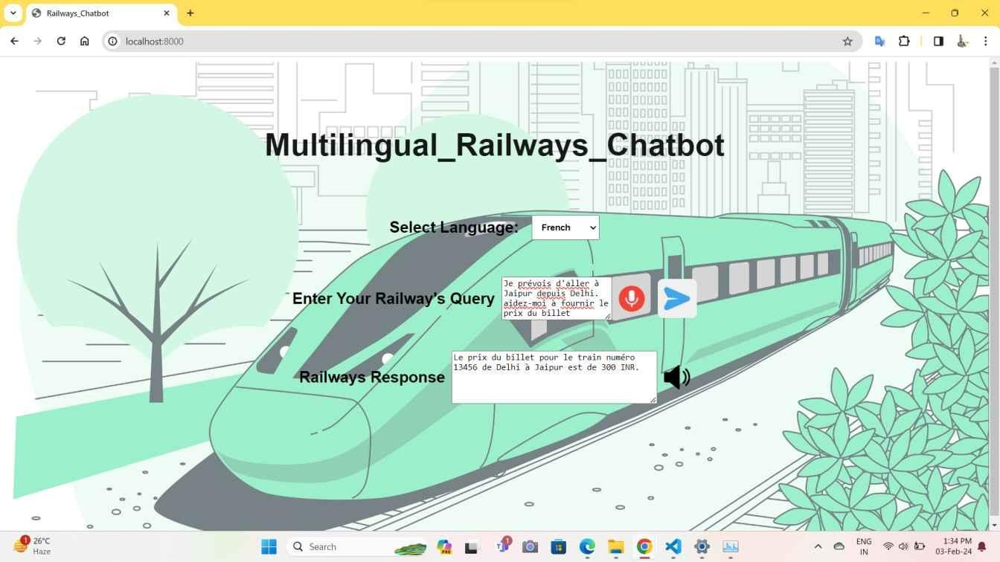 Railways_Chatbot
localhost:8000
Multilingual_Railways_Chatbot
Select Language: French
Enter Your Railway's Query
Je prévois d'aller à
Jaipur depuis Delhi.
aidez-moi à fournir le
prix du billet
Railways Response
Le prix du billet pour le train numéro
13456 de Delhi à Jaipur est de 300 INR.
1
26°C
Haze
Search
PRE
1
ENG
IN
1:34 PM
03-Feb-24